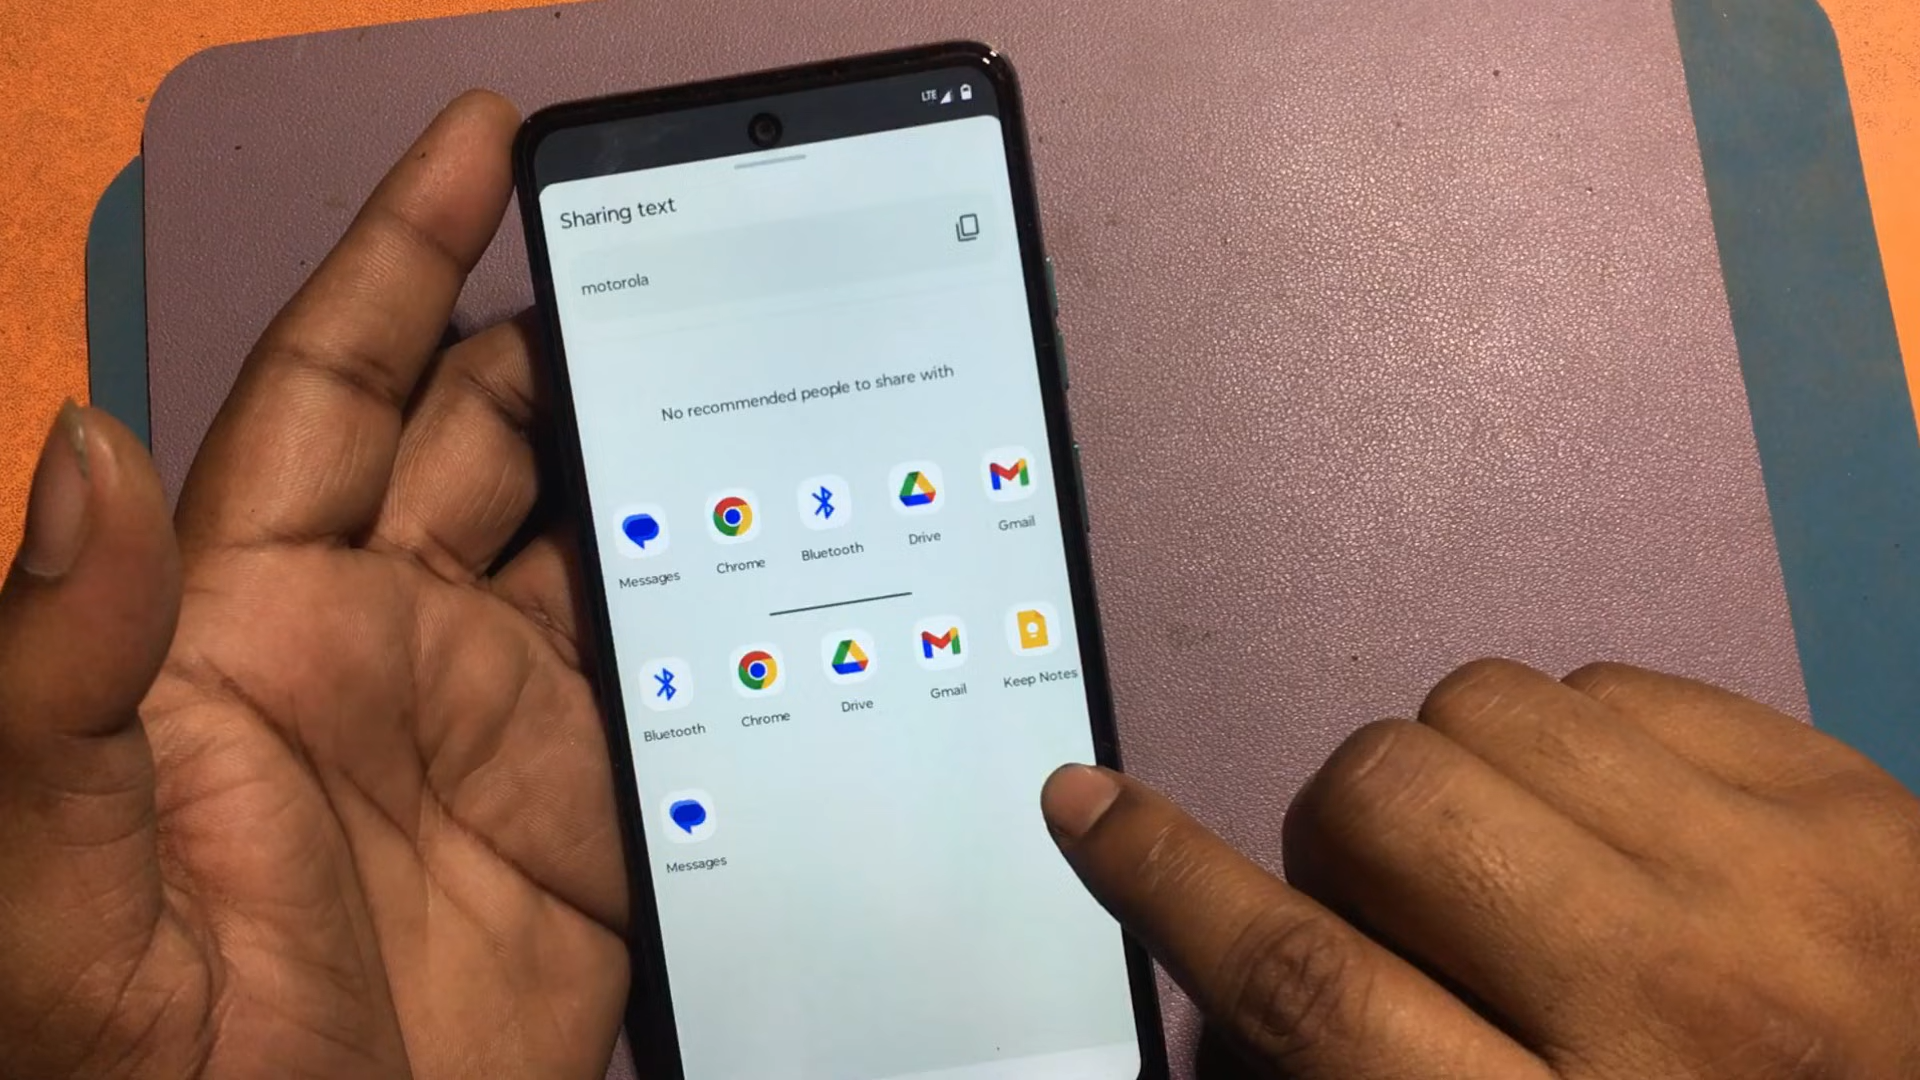 LTE
Sharing text
motorola
No recommended people to share with
Messages Chrome Bluetooth Drive Gmail
Bluetooth Chrome Drive Gmail Keep Notes
Messages